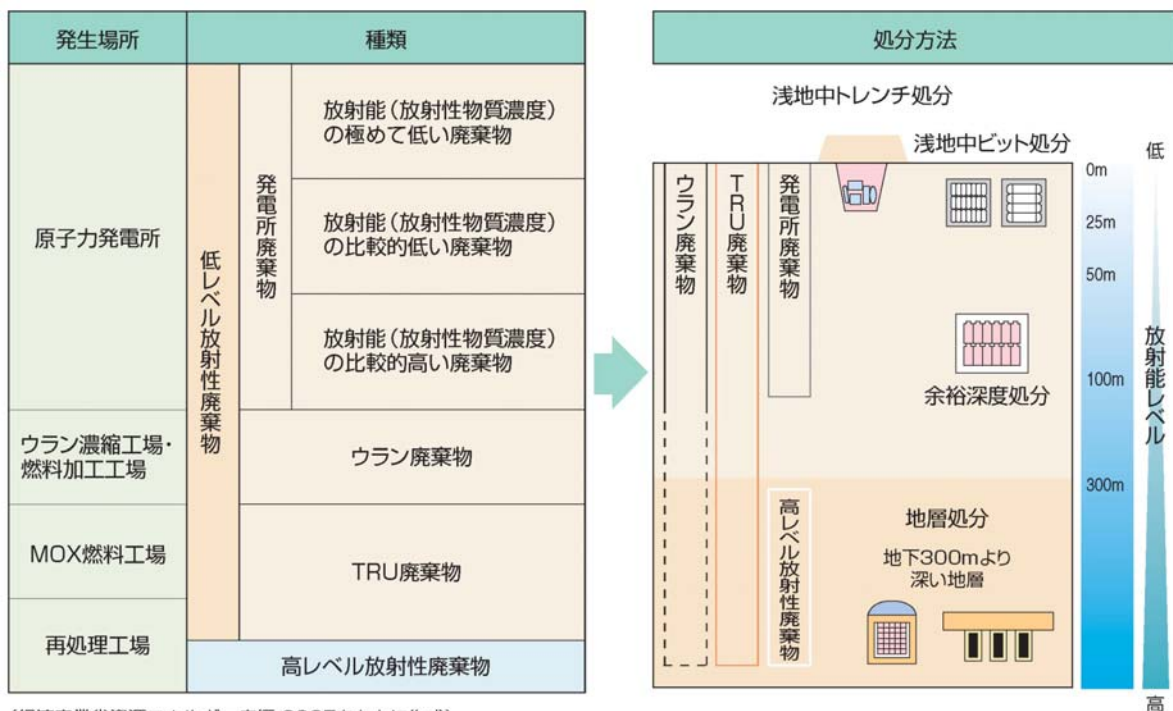 発生場所
種類
原子力発電所
ウラン濃縮工場・
燃料加工工場
MOX燃料工場
再処理工場
低レベル放射性廃棄物
発電所廃棄物
放射能（放射性物質濃度）
の極めて低い廃棄物
放射能（放射性物質濃度）
の比較的低い廃棄物
放射能（放射性物質濃度）
の比較的高い廃棄物
ウラン廃棄物
TRU廃棄物
高レベル放射性廃棄物
処分方法
浅地中トレンチ処分
浅地中ビット処分
ウラン廃棄物
TRU廃棄物
発電所廃棄物
余裕深度処分
高レベル放射性廃棄物
地層処分
地下300mより
深い地層
0m
25m
50m
100m
300m
低
放射能レベル
高